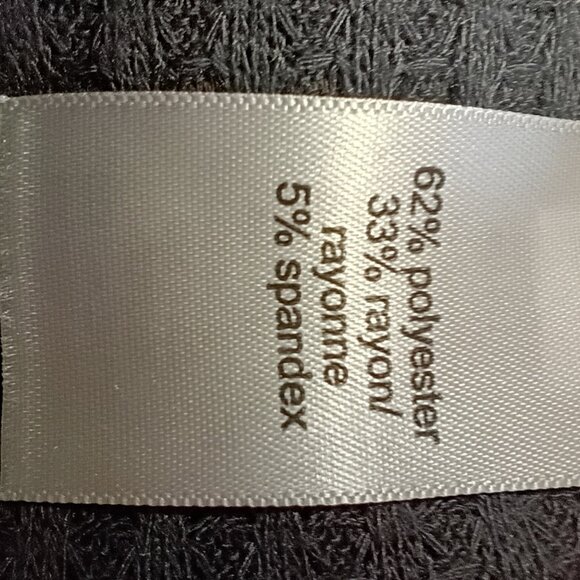 62% polyester
33% rayon/
rayonne
5% spandex